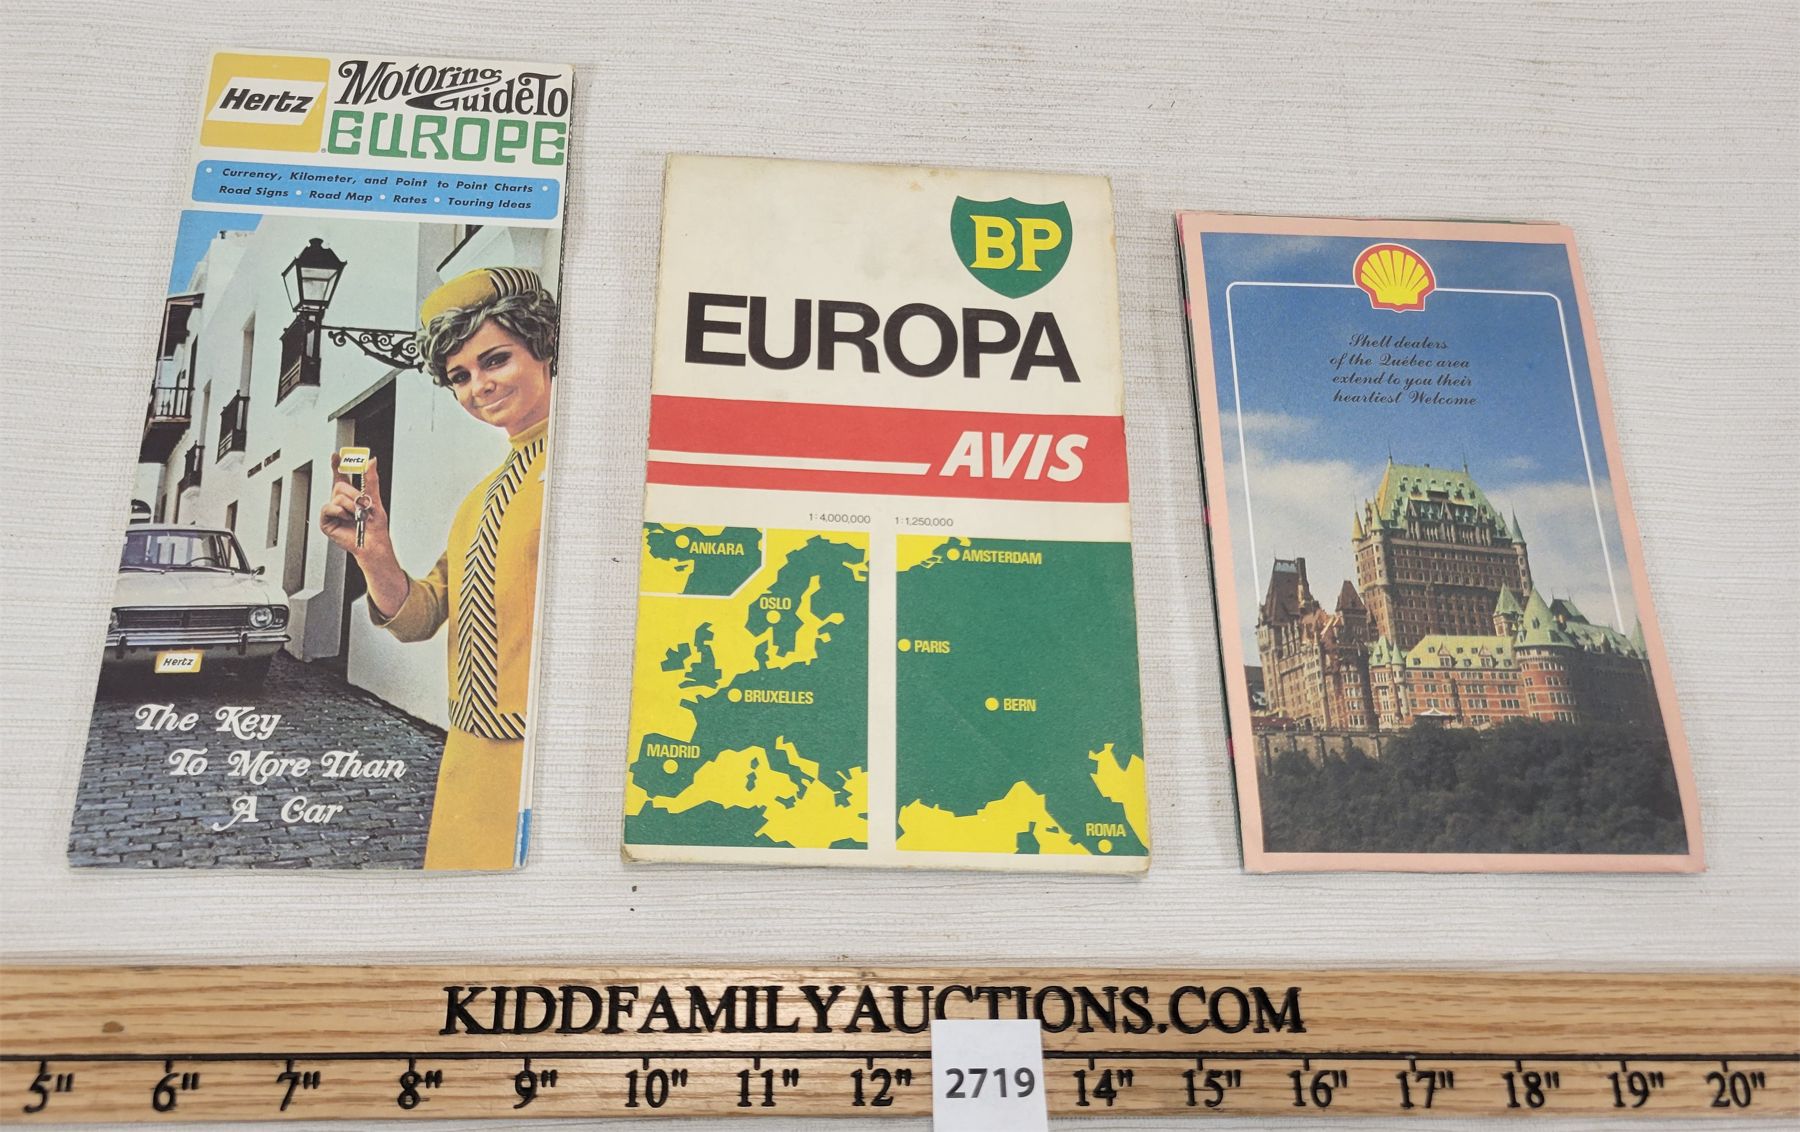 Hertz
Motoring
Guide To
EUROPE
• Currency, Kilometer, and Point to Point Charts •
Road Signs • Road Map • Rates • Touring Ideas
Hertz
Hertz
The Key
To More Than
A Car
BP
EUROPA
AVIS
1:4,000,000
1:1,250,000
ANKARA
OSLO
BRUXELLES
MADRID
AMSTERDAM
PARIS
BERN
ROMA
Shell dealers
of the Québec area
extend to you their
heartiest Welcome
KIDDFAMILYAUCTIONS.COM
5" 6" 7" 8" 9" 10" 11" 12" 2719 14" 15" 16" 17" 18" 19" 20"